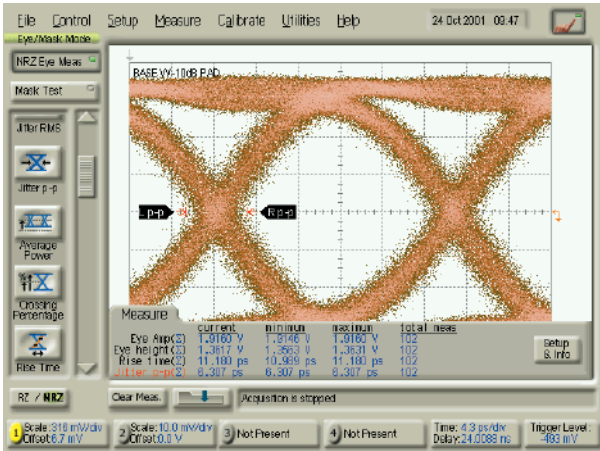 File Control Setup Measure Calibrate Utilities Help 24 Oct 2001 09:47
Eye/Mask Mode
NRZ Eye Meas
BASE W/-10dB PAD
Mask Test
Jitter RMS
Jitter p-p
L p-p R p-p
Average
Power
Crossing
Percentage
Rise Time
Measure
current minimum maximum total meas
Eye Amp(Σ) 1.9160 V 1.9146 V 1.9160 V 102
Eye height(Σ) 1.3617 V 1.3563 V 1.3631 V 102
Rise time(Σ) 11.180 ps 10.989 ps 11.180 ps 102
Jitter p-p(Σ) 6.307 ps 6.307 ps 6.307 ps 102
Setup
& Info
RZ / NRZ
Clear Meas.
Acquisition is stopped
1 Scale: 316 mV/div
Offset: 6.7 mV
2 Scale: 10.0 mV/div
Offset: 0.0 V
3 Not Present
4 Not Present
Time: 4.3 ps/div
Delay: 24.0088 ns
Trigger Level:
-493 mV